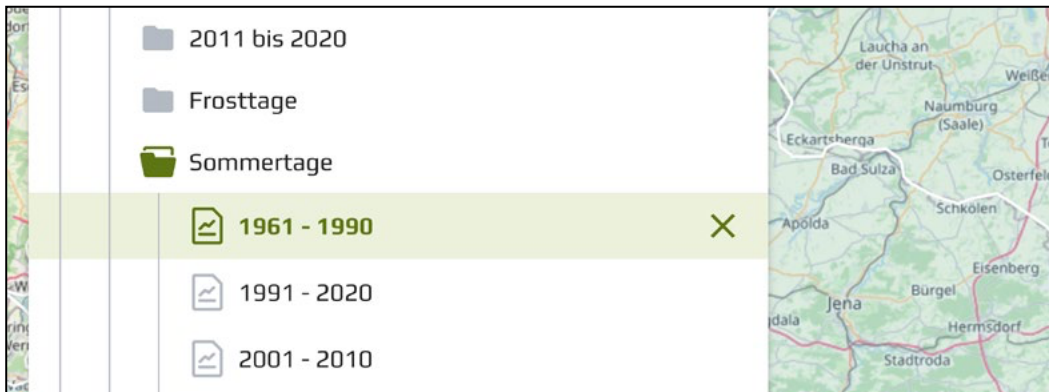 2011 bis 2020
Frosttage
Sommertage
1961 - 1990
1991 - 2020
2001 - 2010
Laucha an
der Unstrut
Naumburg
(Saale)
Eckartsberga
Bad Sulza
Schkölen
Apolda
Eisenberg
Bürgel
Jena
Hermsdorf
Stadtroda